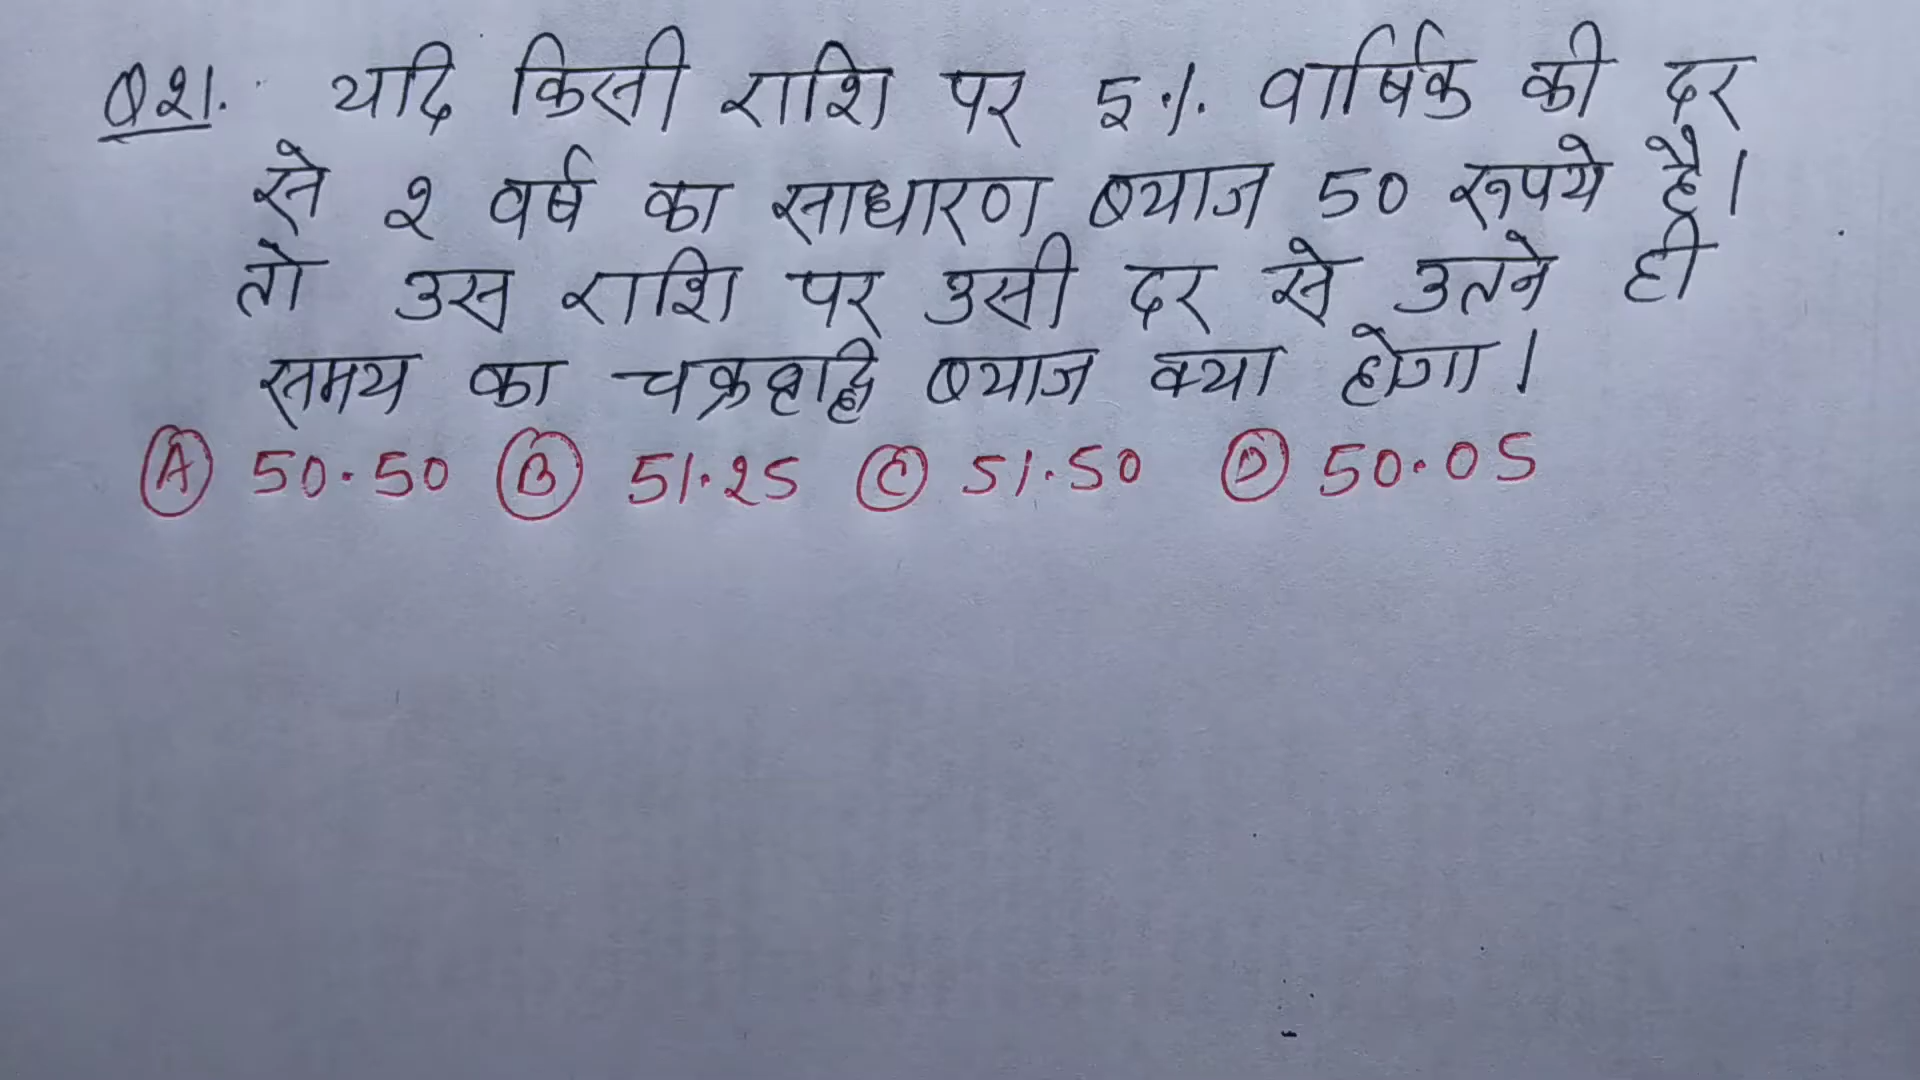 Q21. यदि किसी राशि पर 5% वार्षिक की दर
से 2 वर्ष का साधारण ब्याज 50 रूपये है।
तो उस राशि पर उसी दर से उतने ही
समय का चक्रवृद्धि ब्याज क्या होगा।
(A) 50.50 (B) 51.25 (C) 51.50 (D) 50.05